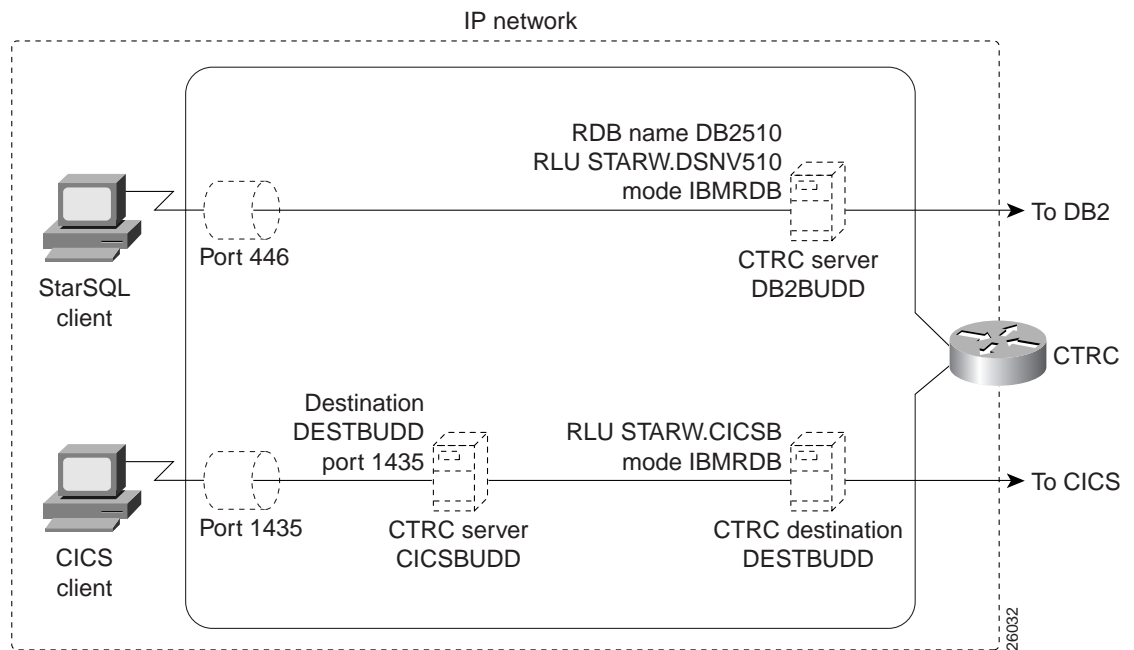 IP network
RDB name DB2510
RLU STARW.DSNV510
mode IBMRDB
To DB2
Port 446
StarSQL
client
CTRC server
DB2BUDD
CTRC
Destination
DESTBUDD
port 1435
RLU STARW.CICSB
mode IBMRDB
To CICS
Port 1435
CICS
client
CTRC server
CICSBUDD
CTRC destination
DESTBUDD
26032